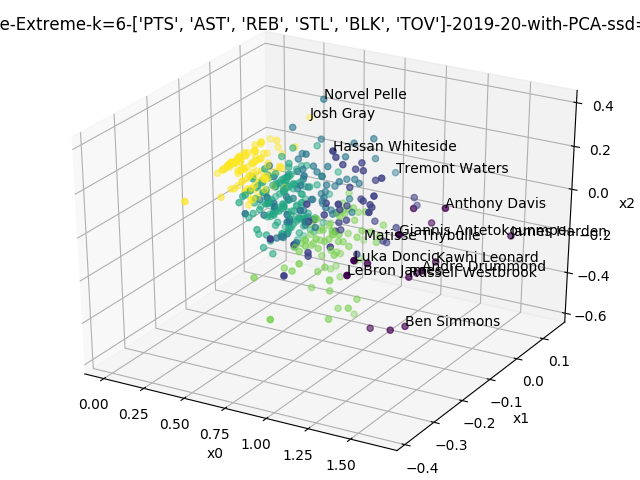 e-Extreme-k=6-['PTS', 'AST', 'REB', 'STL', 'BLK', 'TOV']-2019-20-with-PCA-ssd=
Norvel Pelle
Josh Gray
Hassan Whiteside
Tremont Waters
Anthony Davis
Giannis Antetokounmpo
James Harden
Matisse Thybulle
Luka Doncic
Kawhi Leonard
Andre Drummond
LeBron James
Russell Westbrook
Ben Simmons
0.4
0.2
0.0
−0.2
−0.4
−0.6
x2
0.1
0.0
−0.1
−0.2
−0.3
−0.4
x1
0.00
0.25
0.50
0.75
1.00
1.25
1.50
x0